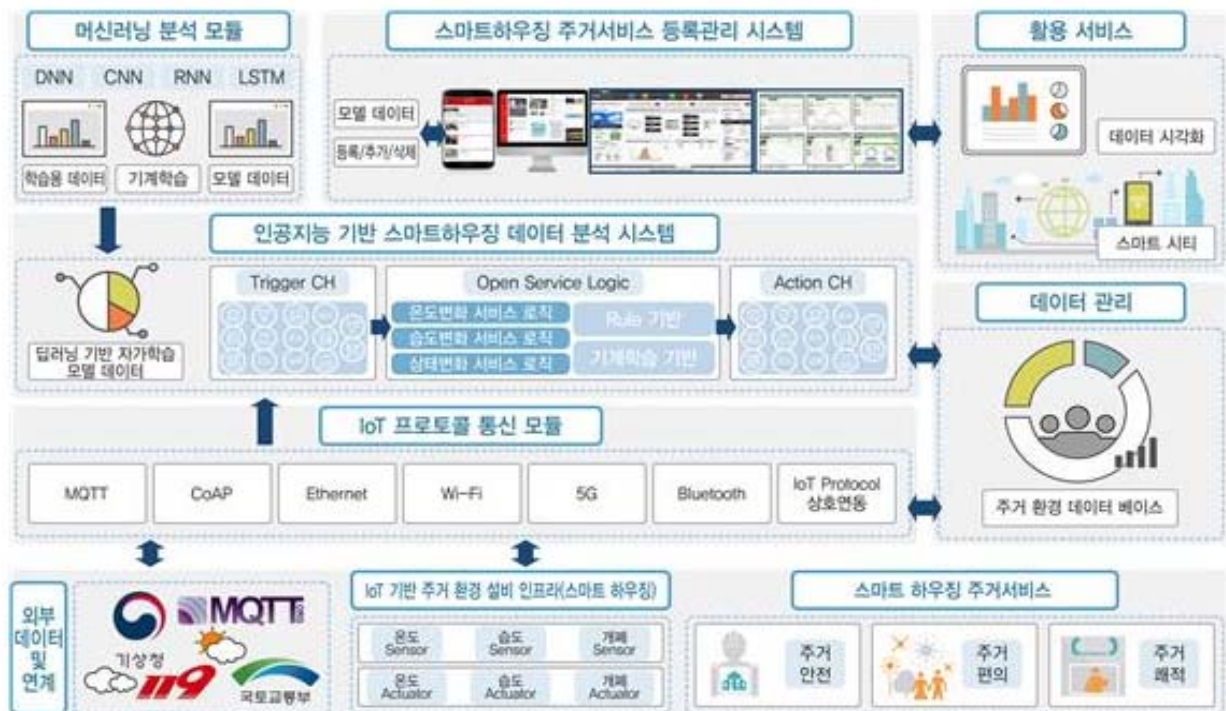 머신러닝 분석 모듈
DNN CNN RNN LSTM
학습용 데이터 기계학습 모델 데이터
스마트하우징 주거서비스 등록관리 시스템
모델 데이터
등록/추가/삭제
활용 서비스
데이터 시각화
스마트 시티
인공지능 기반 스마트하우징 데이터 분석 시스템
딥러닝 기반 자가학습
모델 데이터
Trigger CH
Open Service Logic
온도변화 서비스 로직
습도변화 서비스 로직
상태변화 서비스 로직
Rule 기반
기계학습 기반
Action CH
데이터 관리
주거 환경 데이터 베이스
IoT 프로토콜 통신 모듈
MQTT
CoAP
Ethernet
Wi-Fi
5G
Bluetooth
IoT Protocol
상호연동
외부
데이터
및
연계
MQTT
기상청
119
국토교통부
IoT 기반 주거 환경 설비 인프라(스마트 하우징)
온도
Sensor
습도
Sensor
개폐
Sensor
온도
Actuator
습도
Actuator
개폐
Actuator
스마트 하우징 주거서비스
주거
안전
주거
편의
주거
쾌적